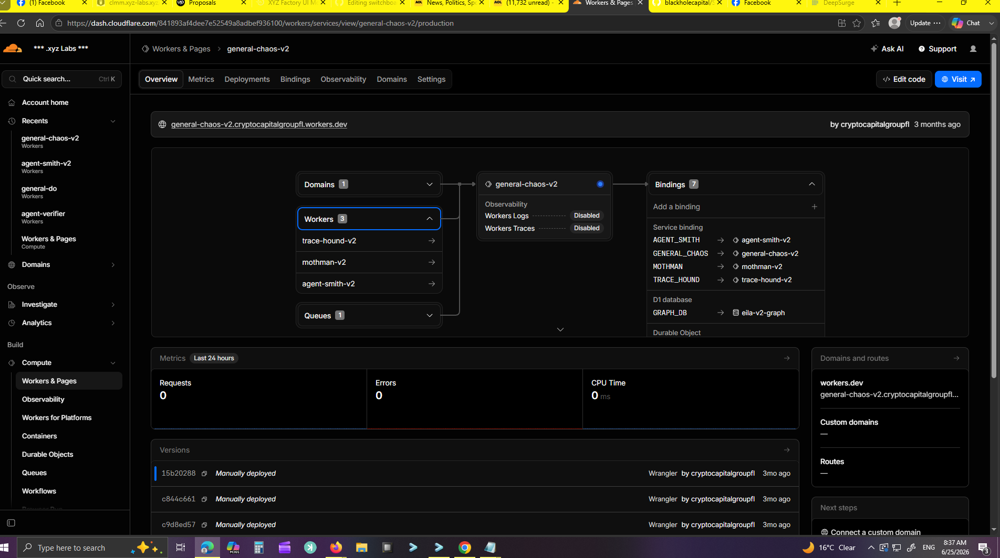 (1) Facebook
clmm.xyz-labs.xyz
Proposals
XYZ Factory UI M
Editing switchboa
News, Politics, Sp
(11,732 unread) -
Workers & Pages
blackholecapital/S
Facebook
DeepSurge
https://dash.cloudflare.com/841893af4dee7e52549a8adbef936100/workers/services/view/general-chaos-v2/production
Update
Chat
*** .xyz Labs ***
Workers & Pages
general-chaos-v2
Ask AI
Support
Quick search...
Ctrl K
Overview
Metrics
Deployments
Bindings
Observability
Domains
Settings
Edit code
Visit
Account home
Recents
general-chaos-v2
Workers
agent-smith-v2
Workers
general-do
Workers
agent-verifier
Workers
Workers & Pages
Compute
Domains
Observe
Investigate
Analytics
Build
Compute
Workers & Pages
Observability
Workers for Platforms
Containers
Durable Objects
Queues
Workflows
general-chaos-v2.cryptocapitalgroupfl.workers.dev
by cryptocapitalgroupfl 3 months ago
Domains 1
Workers 3
trace-hound-v2
mothman-v2
agent-smith-v2
Queues 1
general-chaos-v2
Observability
Workers Logs Disabled
Workers Traces Disabled
Bindings 7
Add a binding
Service binding
AGENT_SMITH agent-smith-v2
GENERAL_CHAOS general-chaos-v2
MOTHMAN mothman-v2
TRACE_HOUND trace-hound-v2
D1 database
GRAPH_DB eila-v2-graph
Durable Object
Metrics Last 24 hours
Requests
0
Errors
0
CPU Time
0 ms
Domains and routes
workers.dev
general-chaos-v2.cryptocapitalgroupfl...
Custom domains
—
Routes
—
Versions
15b20288 Manually deployed Wrangler by cryptocapitalgroupfl 3mo ago
c844c661 Manually deployed Wrangler by cryptocapitalgroupfl 3mo ago
c9d8ed57 Manually deployed Wrangler by cryptocapitalgroupfl 3mo ago
Next steps
Connect a custom domain
Type here to search
M365
16°C Clear
ENG
8:37 AM
6/25/2026
3